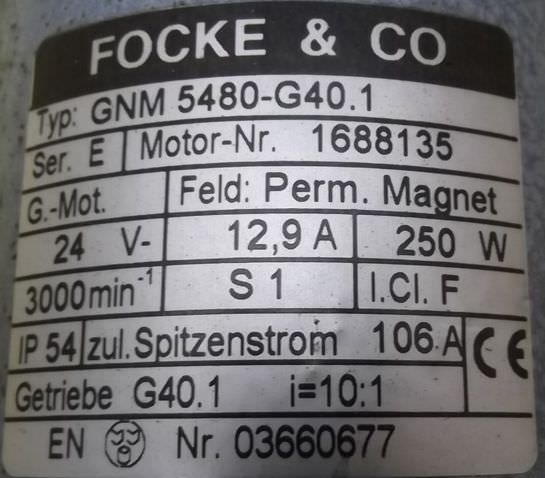 FOCKE & CO
Typ: GNM 5480-G40.1
Ser. E Motor-Nr. 1688135
G.-Mot. Feld: Perm. Magnet
24 V- 12,9 A 250 W
3000min⁻¹ S 1 I.Cl. F
IP 54 zul. Spitzenstrom 106 A CE
Getriebe G40.1 i=10:1
EN Nr. 03660677